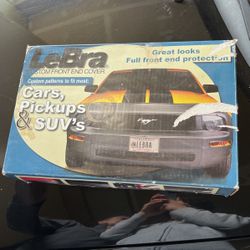 LeBra
CUSTOM FRONT END COVER
Custom patterns to fit most:
Cars,
Pickups
& SUV's
Great looks
Full front end protection
LEBRA